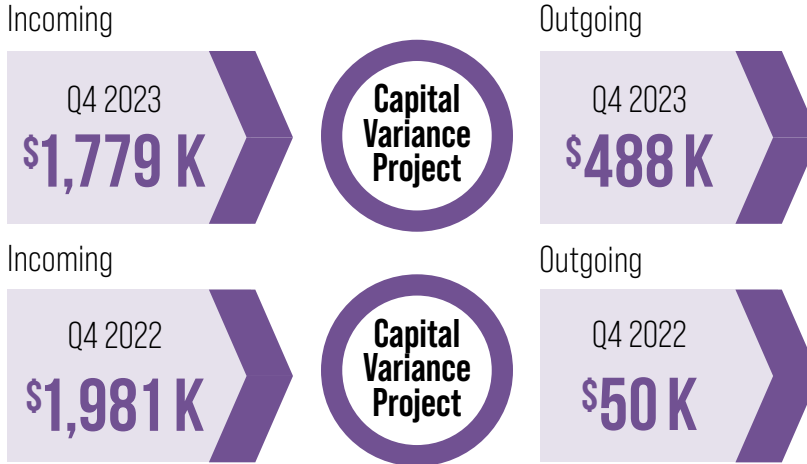 Incoming
Outgoing
Q4 2023
$1,779 K
Capital
Variance
Project
Q4 2023
$488 K
Incoming
Outgoing
Q4 2022
$1,981 K
Capital
Variance
Project
Q4 2022
$50 K